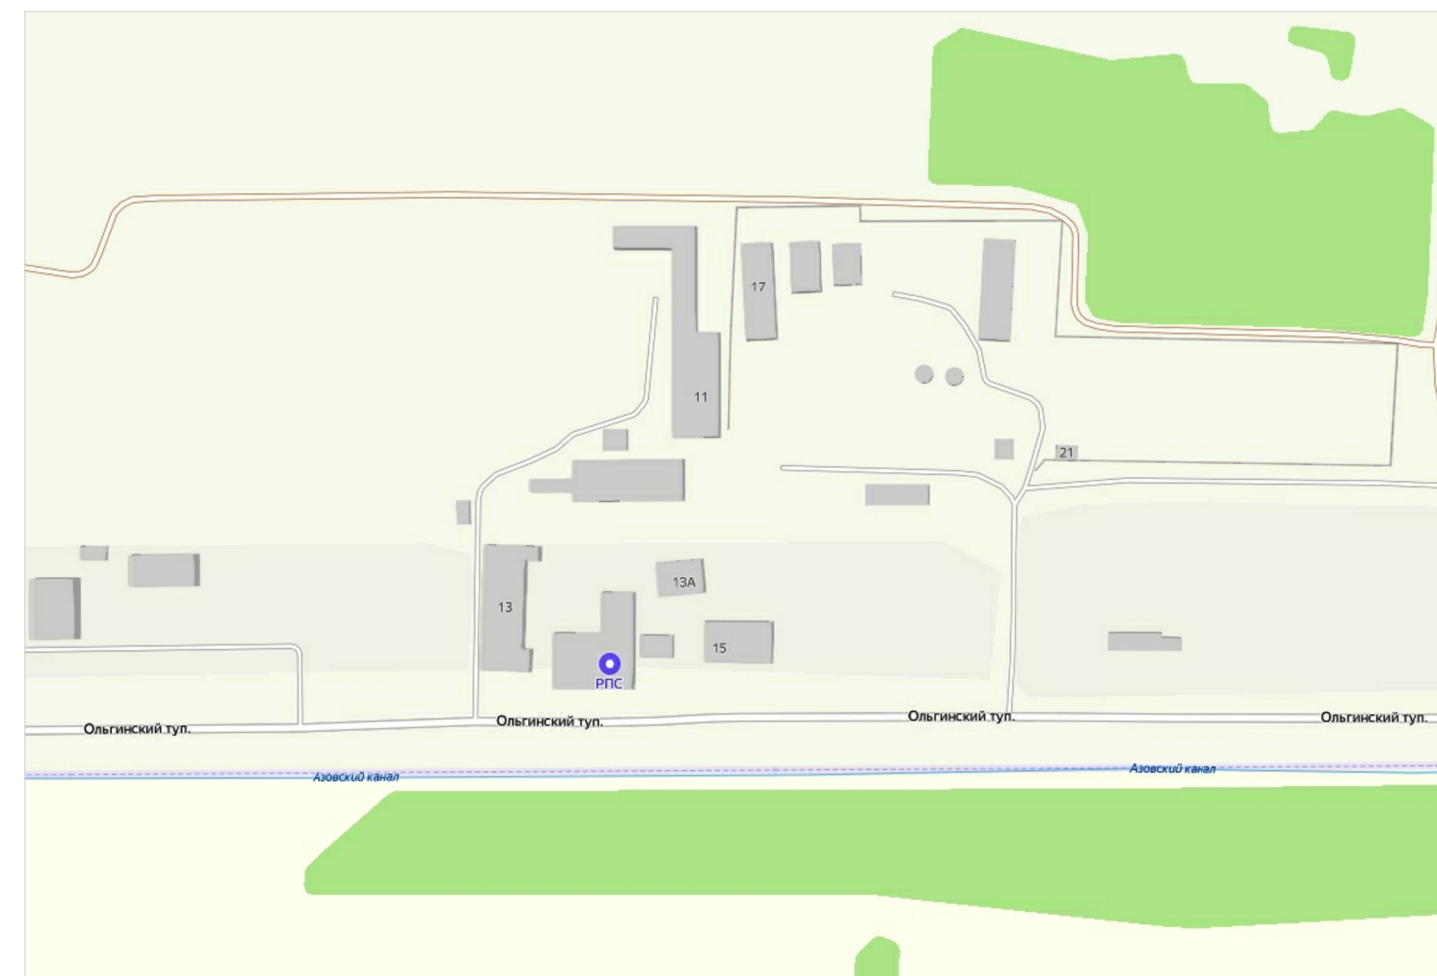 17
11
21
13А
13
15
РПС
Ольгинский туп.
Ольгинский туп.
Ольгинский туп.
Ольгинский туп.
Азовский канал
Азовский канал